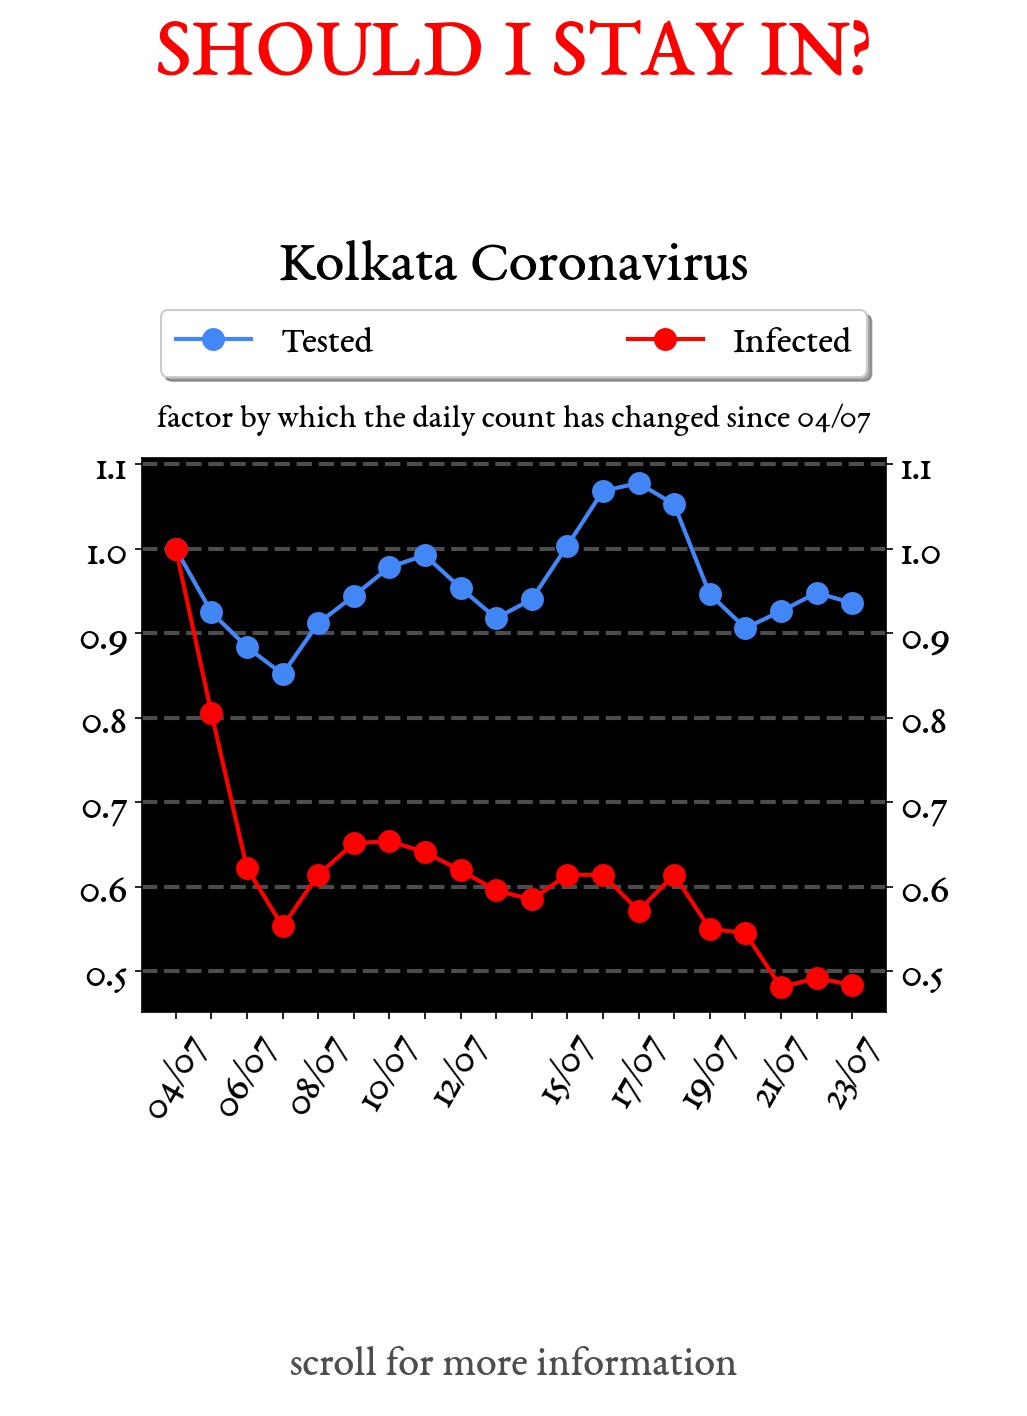 SHOULD I STAY IN?
Kolkata Coronavirus
Tested Infected
factor by which the daily count has changed since 04/07
1.1 1.1
1.0 1.0
0.9 0.9
0.8 0.8
0.7 0.7
0.6 0.6
0.5 0.5
04/07 06/07 08/07 10/07 12/07 15/07 17/07 19/07 21/07 23/07
scroll for more information